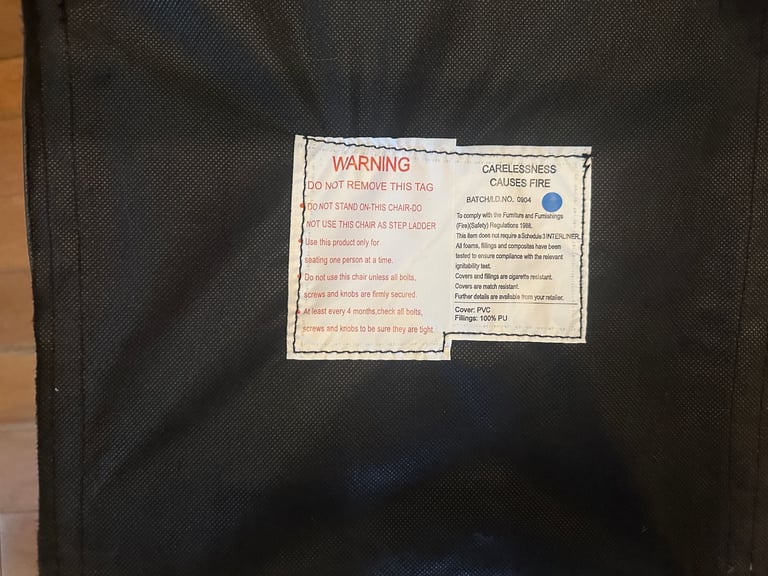 WARNING
DO NOT REMOVE THIS TAG
DO NOT STAND ON-THIS CHAIR-DO
NOT USE THIS CHAIR AS STEP LADDER
Use this product only for
seating one person at a time.
Do not use this chair unless all bolts,
screws and knobs are firmly secured.
At least every 4 months,check all bolts,
screws and knobs to be sure they are tight.
CARELESSNESS
CAUSES FIRE
BATCH/I.D.NO. 0904
To comply with the Furniture and Furnishings
(Fire)(Safety) Regulations 1988.
This item does not require a Schedule 3 INTERLINER.
All foams, fillings and composites have been
tested to ensure compliance with the relevant
ignitability test.
Covers and fillings are cigarette resistant.
Covers are match resistant.
Further details are available from your retailer.
Cover: PVC
Fillings: 100% PU